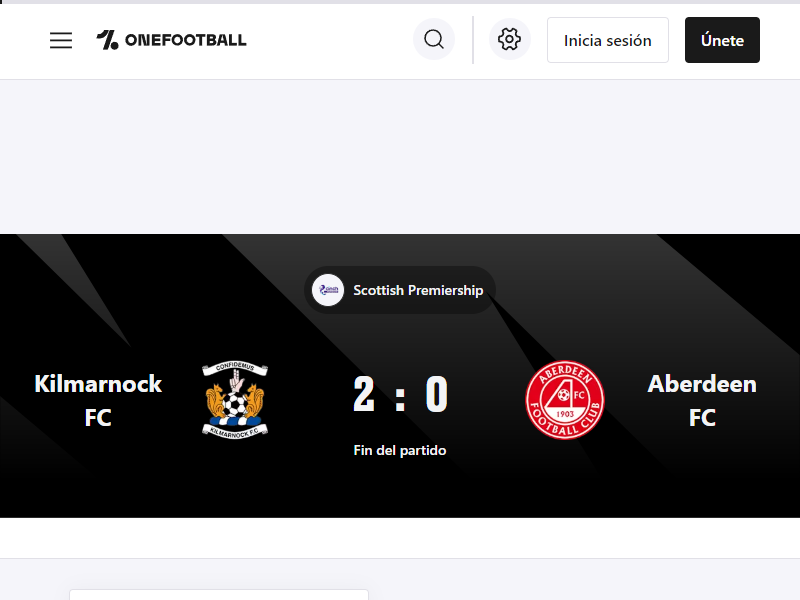 ONEFOOTBALL
Inicia sesión
Únete
Scottish Premiership
Kilmarnock
FC
CONFIDEMUS
KILMARNOCK F.C
2 : 0
Fin del partido
ABERDEEN
FC
1903
FOOTBALL CLUB
Aberdeen
FC